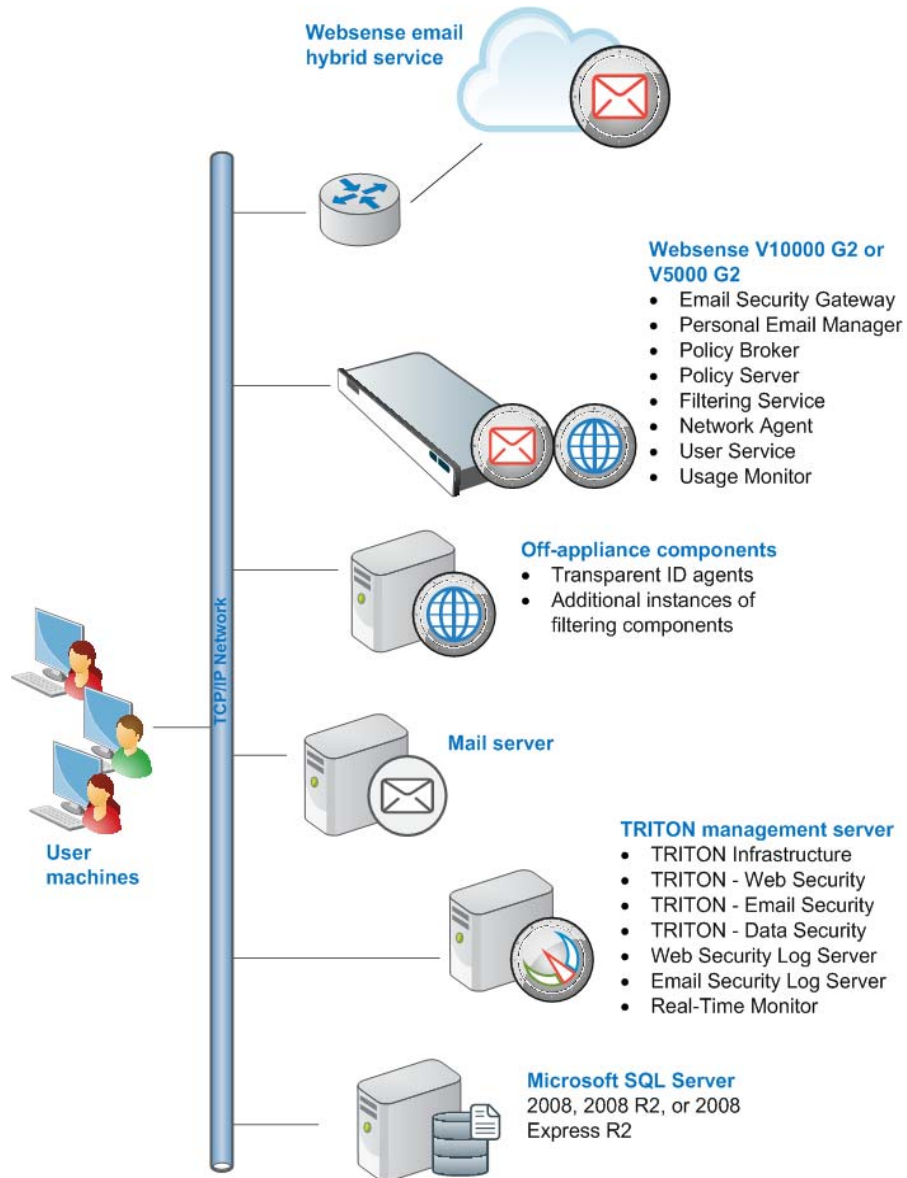 Websense email
hybrid service
Websense V10000 G2 or
V5000 G2
• Email Security Gateway
• Personal Email Manager
• Policy Broker
• Policy Server
• Filtering Service
• Network Agent
• User Service
• Usage Monitor
Off-appliance components
• Transparent ID agents
• Additional instances of
filtering components
TCP/IP Network
User
machines
Mail server
TRITON management server
• TRITON Infrastructure
• TRITON - Web Security
• TRITON - Email Security
• TRITON - Data Security
• Web Security Log Server
• Email Security Log Server
• Real-Time Monitor
Microsoft SQL Server
2008, 2008 R2, or 2008
Express R2